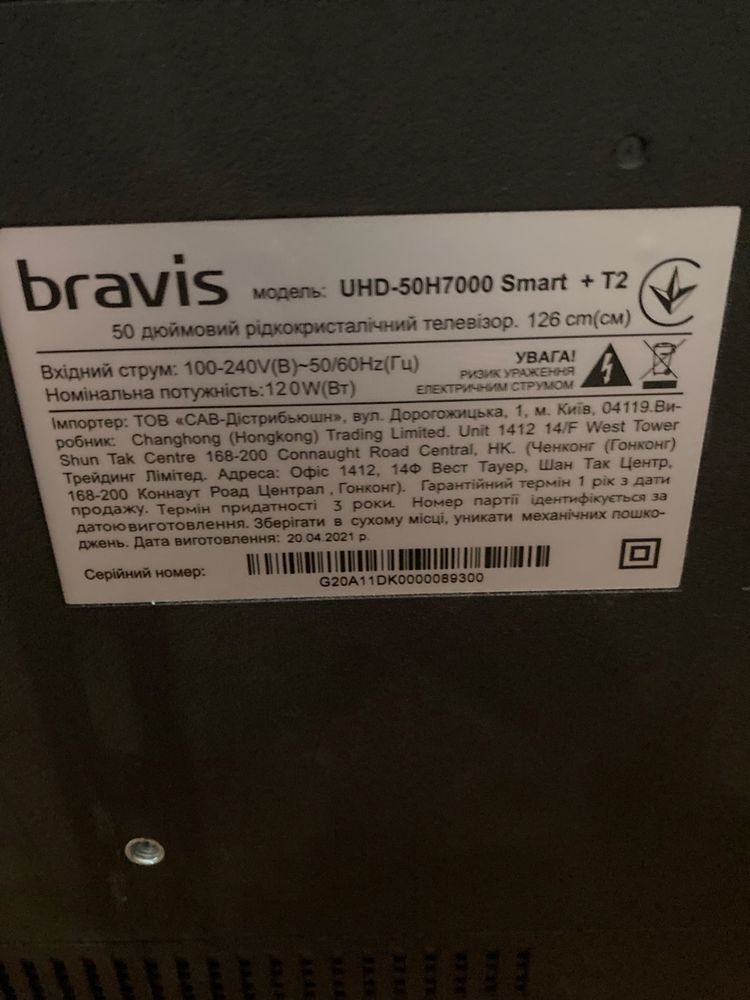 bravis модель: UHD-50H7000 Smart + T2
50 дюймовий рідкокристалічний телевізор. 126 cm(см)
Вхідний струм: 100-240V(В)~50/60Hz(Гц)
Номінальна потужність:120W(Вт)
УВАГА!
РИЗИК УРАЖЕННЯ
ЕЛЕКТРИЧНИМ СТРУМОМ
Імпортер: ТОВ «САВ-Дістрибьюшн», вул. Дорогожицька, 1, м. Київ, 04119.Ви-
робник: Changhong (Hongkong) Trading Limited. Unit 1412 14/F West Tower
Shun Tak Centre 168-200 Connaught Road Central, HK. (Ченконг (Гонконг)
Трейдинг Лімітед. Адреса: Офіс 1412, 14Ф Вест Тауер, Шан Так Центр,
168-200 Коннаут Роад Централ , Гонконг). Гарантійний термін 1 рік з дати
продажу. Термін придатності 3 роки. Номер партії ідентифікується за
датою виготовлення. Зберігати в сухому місці, уникати механічних пошко-
джень. Дата виготовлення: 20.04.2021 р.
Серійний номер:
G20A11DK0000089300